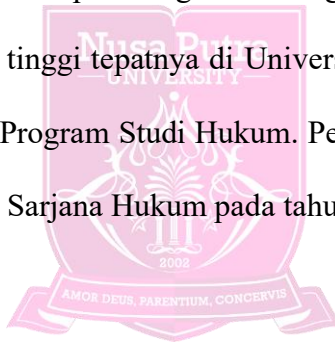 tinggi tepatnya di Univers
Program Studi Hukum. Pe
Sarjana Hukum pada tahu
Nusa Putra
UNIVERSITY
2002
AMOR DEUS, PARENTIUM, CONCERVIS